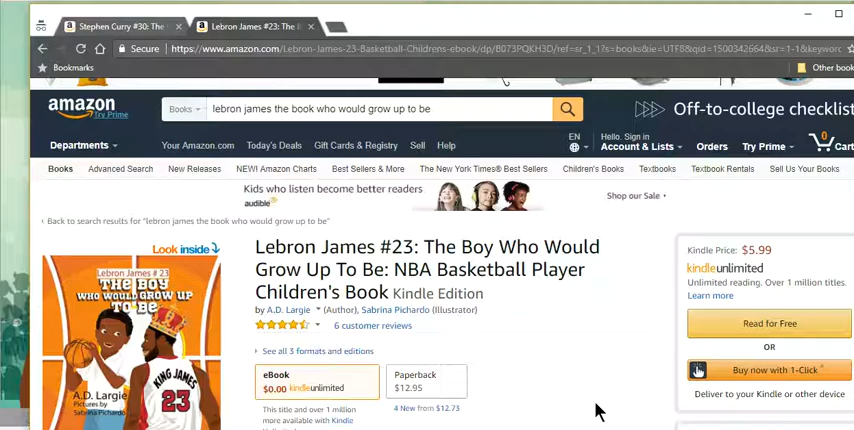 Stephen Curry #30: The
Lebron James #23: The B
Secure
https://www.amazon.com/Lebron-James-23-Basketball-Childrens-ebook/dp/B073PQKH3D/ref=sr_1_1?s=books&ie=UTF8&qid=1500342664&sr=1-1&keyword
Bookmarks
Other book
amazon
Try Prime
Books
lebron james the book who would grow up to be
Off-to-college checklist
Departments
Your Amazon.com Today's Deals Gift Cards & Registry Sell Help
EN
Hello. Sign in
Account & Lists
Orders
Try Prime
0
Cart
Books Advanced Search New Releases NEW! Amazon Charts Best Sellers & More The New York Times® Best Sellers Children's Books Textbooks Textbook Rentals Sell Us Your Books
Kids who listen become better readers
audible
Shop our Sale
‹ Back to search results for "lebron james the book who would grow up to be"
Look inside
Lebron James #23
THE BOY
WHO WOULD GROW UP
TO BE
KING JAMES
23
A.D. Largie
Pictures by
Sabrina Pichardo
Lebron James #23: The Boy Who Would
Grow Up To Be: NBA Basketball Player
Children's Book Kindle Edition
by A.D. Largie (Author), Sabrina Pichardo (Illustrator)
6 customer reviews
See all 3 formats and editions
eBook
$0.00 kindleunlimited
Paperback
$12.95
This title and over 1 million
more available with Kindle
4 New from $12.73
Kindle Price: $5.99
kindleunlimited
Unlimited reading. Over 1 million titles.
Learn more
Read for Free
OR
Buy now with 1-Click
Deliver to your Kindle or other device